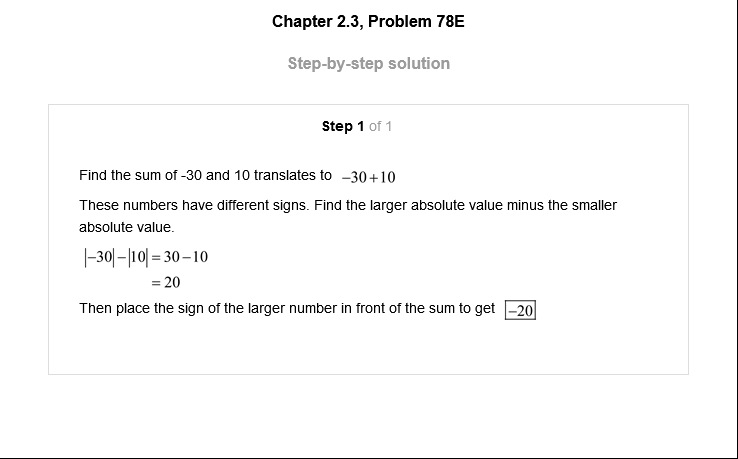 Chapter 2.3, Problem 78E
Step-by-step solution
Step 1 of 1
Find the sum of -30 and 10 translates to −30+10
These numbers have different signs. Find the larger absolute value minus the smaller
absolute value.
|−30|−|10| = 30−10
= 20
Then place the sign of the larger number in front of the sum to get −20